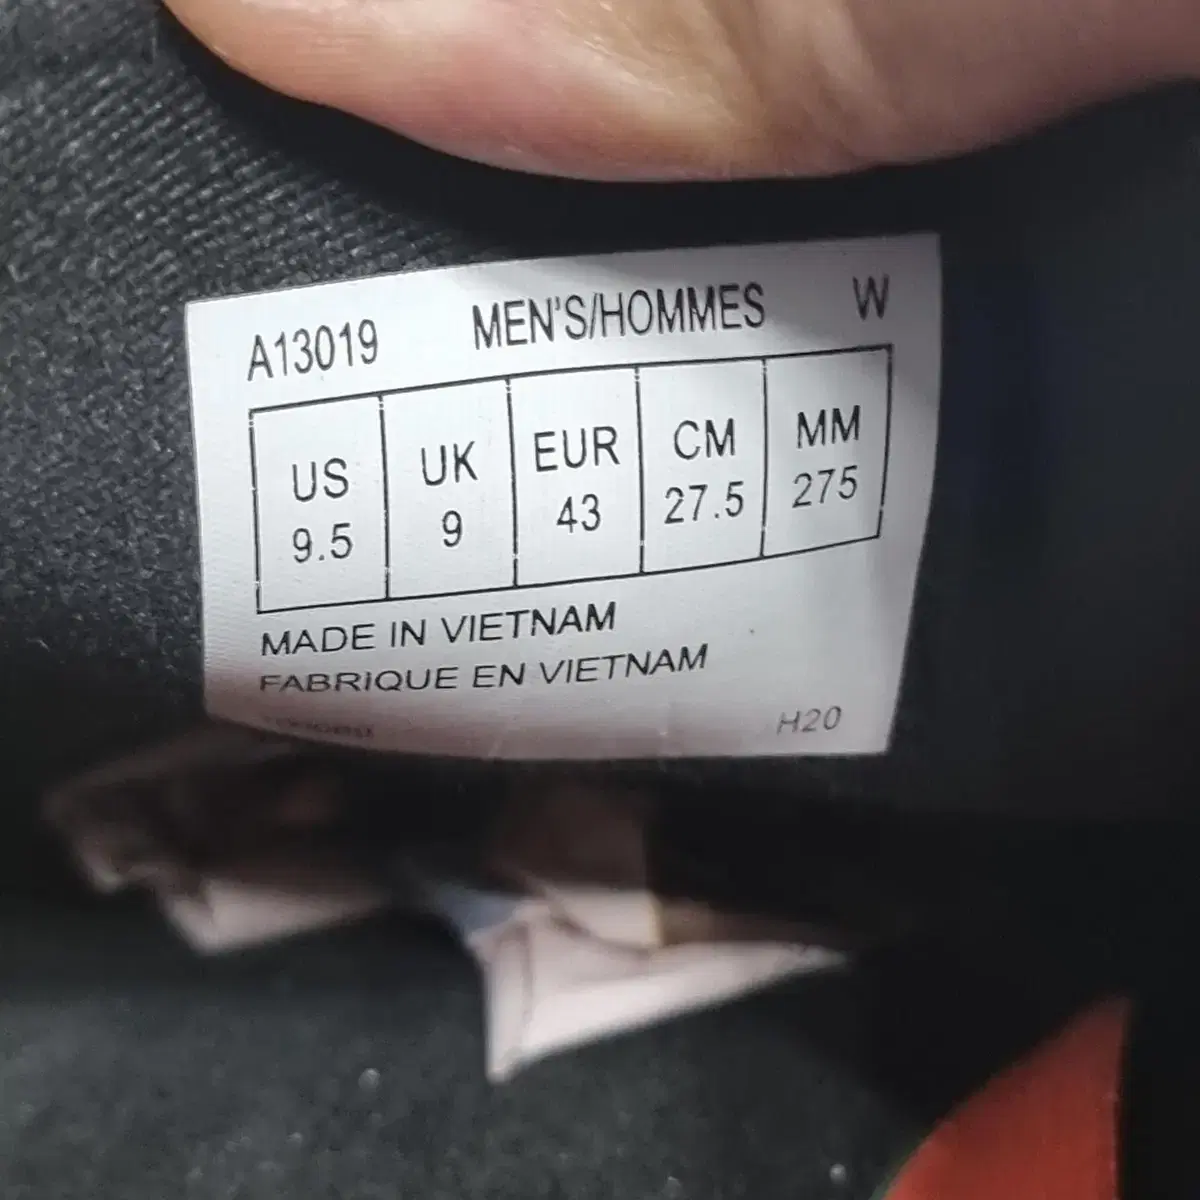 A13019 MEN'S/HOMMES W
US UK EUR CM MM
9.5 9 43 27.5 275
MADE IN VIETNAM
FABRIQUE EN VIETNAM
H20